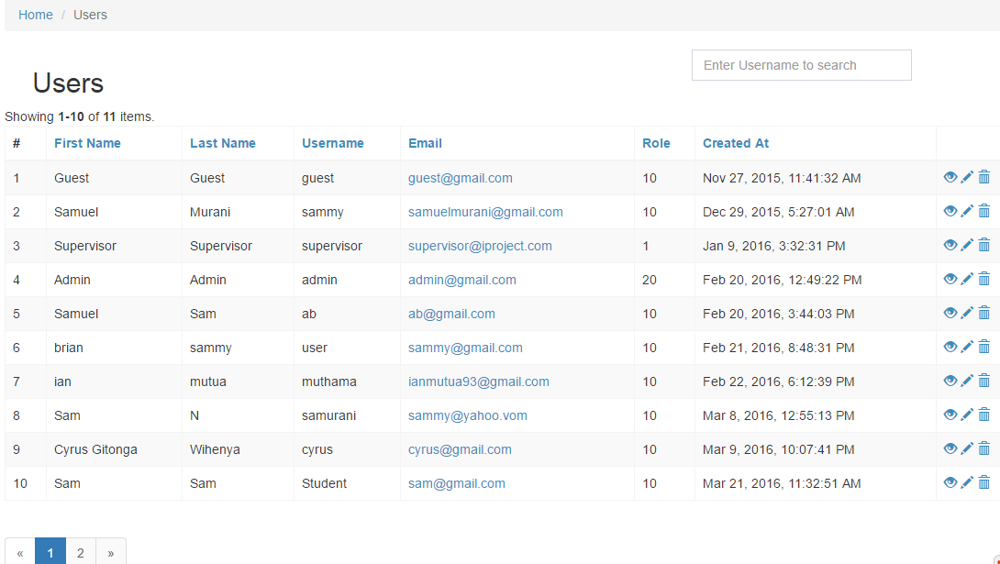 Home / Users
Enter Username to search
Users
Showing 1-10 of 11 items.
# First Name Last Name Username Email Role Created At
1 Guest Guest guest guest@gmail.com 10 Nov 27, 2015, 11:41:32 AM
2 Samuel Murani sammy samuelmurani@gmail.com 10 Dec 29, 2015, 5:27:01 AM
3 Supervisor Supervisor supervisor supervisor@iproject.com 1 Jan 9, 2016, 3:32:31 PM
4 Admin Admin admin admin@gmail.com 20 Feb 20, 2016, 12:49:22 PM
5 Samuel Sam ab ab@gmail.com 10 Feb 20, 2016, 3:44:03 PM
6 brian sammy user sammy@gmail.com 10 Feb 21, 2016, 8:48:31 PM
7 ian mutua muthama ianmutua93@gmail.com 10 Feb 22, 2016, 6:12:39 PM
8 Sam N samurani sammy@yahoo.vom 10 Mar 8, 2016, 12:55:13 PM
9 Cyrus Gitonga Wihenya cyrus cyrus@gmail.com 10 Mar 9, 2016, 10:07:41 PM
10 Sam Sam Student sam@gmail.com 10 Mar 21, 2016, 11:32:51 AM
« 1 2 »